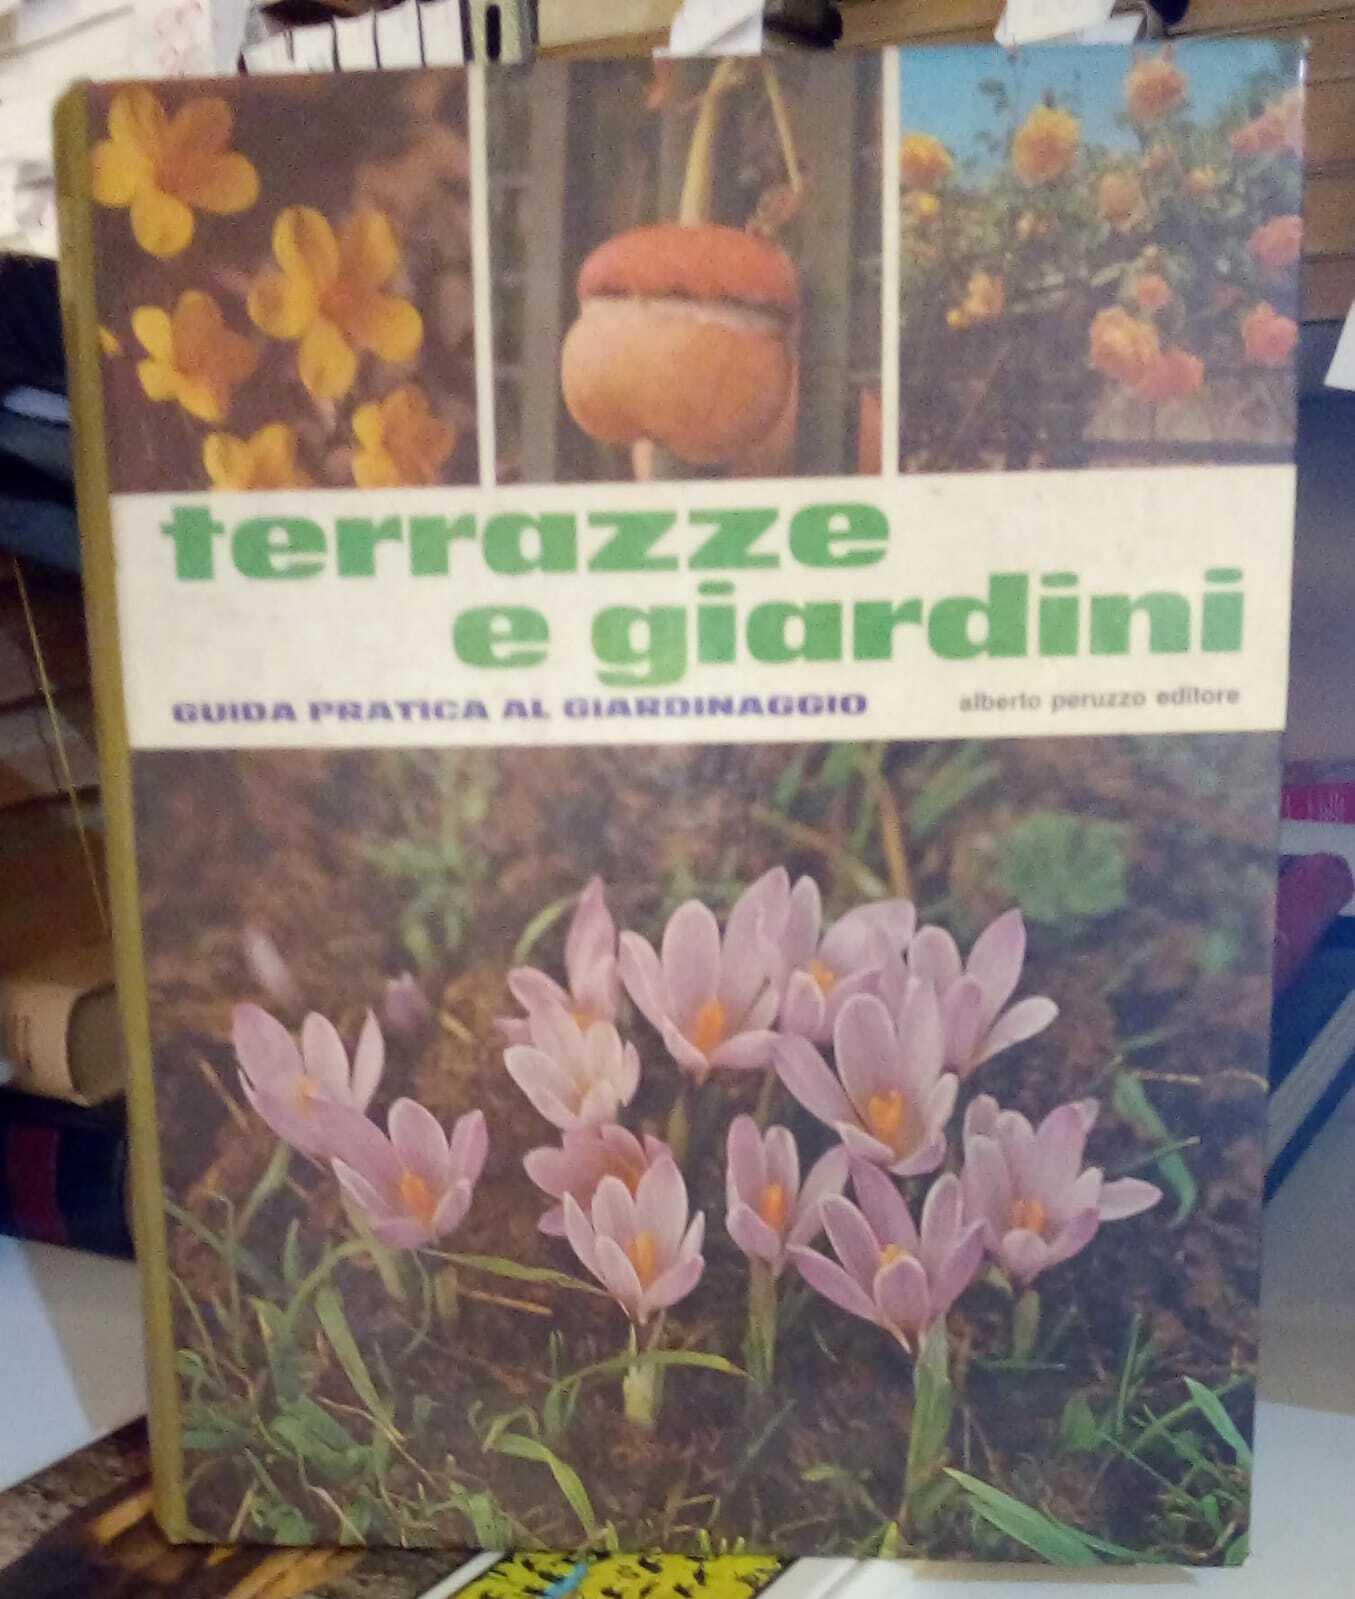 terrazze
e giardini
GUIDA PRATICA AL GIARDINAGGIO alberto peruzzo editore